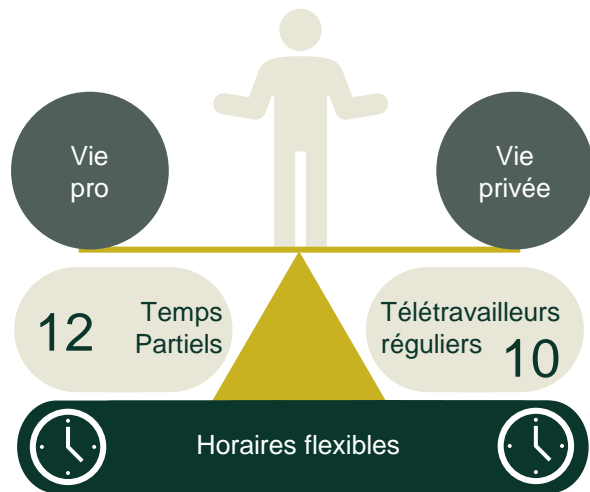 Vie
pro
Vie
privée
12
Temps
Partiels
Télétravailleurs
réguliers 10
Horaires flexibles